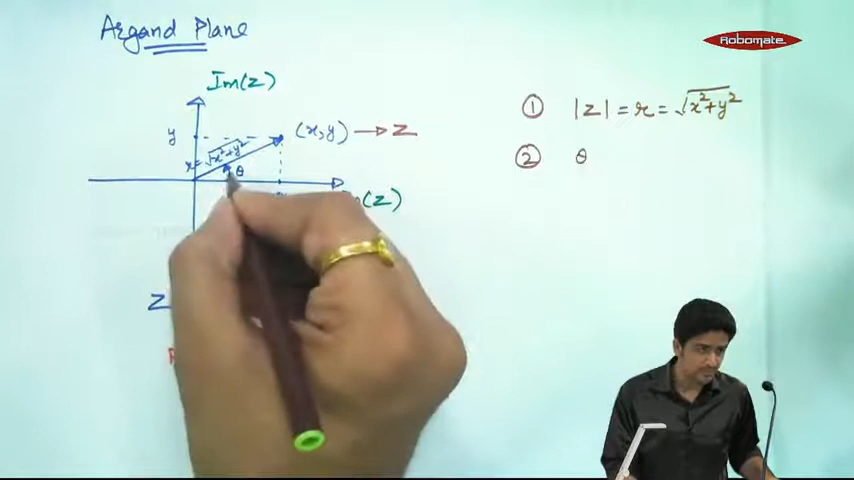 Argand Plane
Robomate
Im(z)
① |z| = r = √x²+y²
y
(x, y) → z
r = √x²+y²
θ
② θ
(z)
z